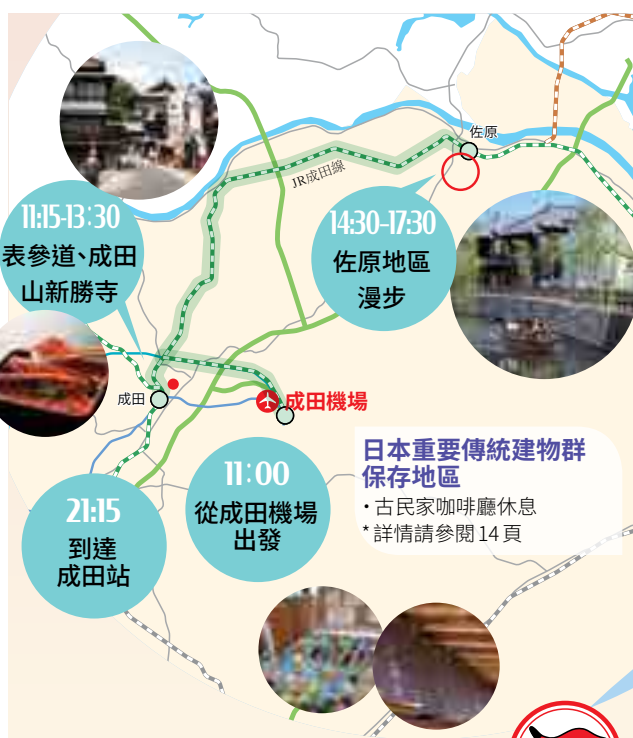 佐原
JR成田線
11:15-13:30
表參道、成田
山新勝寺
14:30-17:30
佐原地區
漫步
成田
成田機場
11:00
從成田機場
出發
日本重要傳統建物群
保存地區
・古民家咖啡廳休息
*詳情請參閱14頁
21:15
到達
成田站